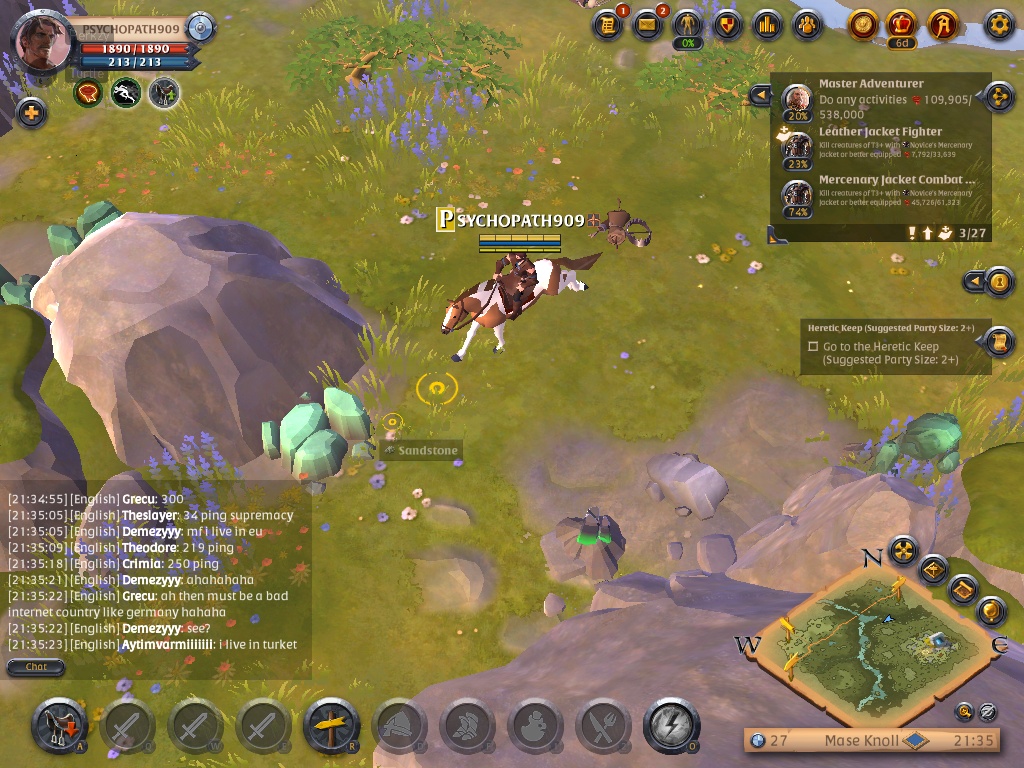 PSYCHOPATH909
1890 / 1890
213 / 213
1
2
0%
6d
Master Adventurer
Do any activities 109,905/
538,000
20%
Leather Jacket Fighter
Kill creatures of T3+ with Novice's Mercenary
Jacket or better equipped 7,792/33,639
23%
Mercenary Jacket Combat ...
Kill creatures of T3+ with Novice's Mercenary
Jacket or better equipped 45,726/61,323
74%
3/27
PSYCHOPATH909
Heretic Keep (Suggested Party Size: 2+)
Go to the Heretic Keep
(Suggested Party Size: 2+)
Sandstone
[21:34:55] [English] Grecu: 300
[21:35:05] [English] Theslayer: 34 ping supremacy
[21:35:05] [English] Demezyyy: mf i live in eu
[21:35:09] [English] Theodore: 219 ping
[21:35:18] [English] Crimia: 250 ping
[21:35:21] [English] Demezyyy: ahahahaha
[21:35:22] [English] Grecu: ah then must be a bad
internet country like germany hahaha
[21:35:22] [English] Demezyyy: see?
[21:35:23] [English] Aytimvarmiiiiii: i live in turket
Chat
N
W
E
A
Q
W
E
R
O
27 Mase Knoll 21:35